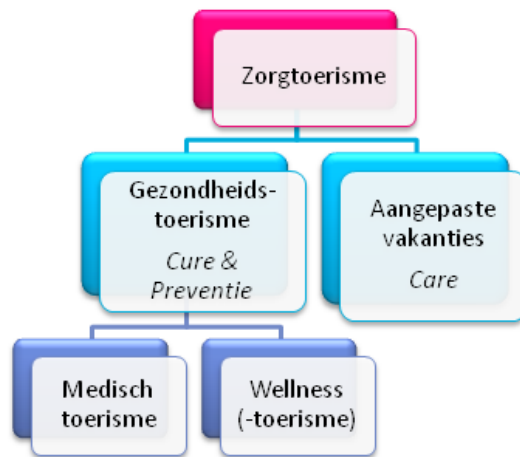 Zorgtoerisme
Gezondheids-
toerisme
Cure &
Preventie
Aangepaste
vakanties
Care
Medisch
toerisme
Wellness
(-toerisme)